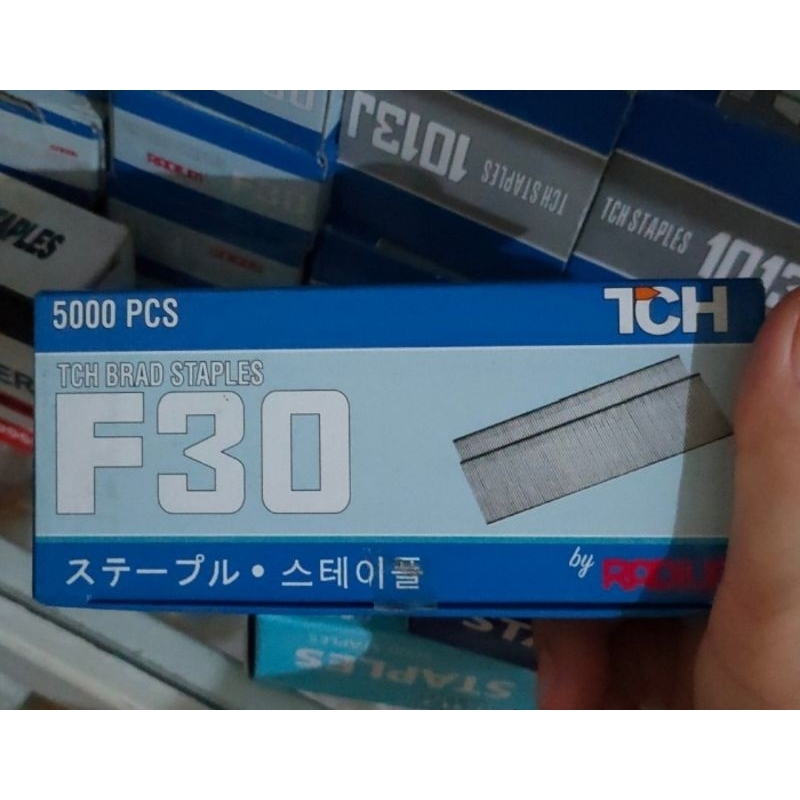 1013J
TCH STAPLES
TCH STAPLES
1013
5000 PCS
TCH
TCH BRAD STAPLES
F30
ステープル・스테이플
by
STAPLES